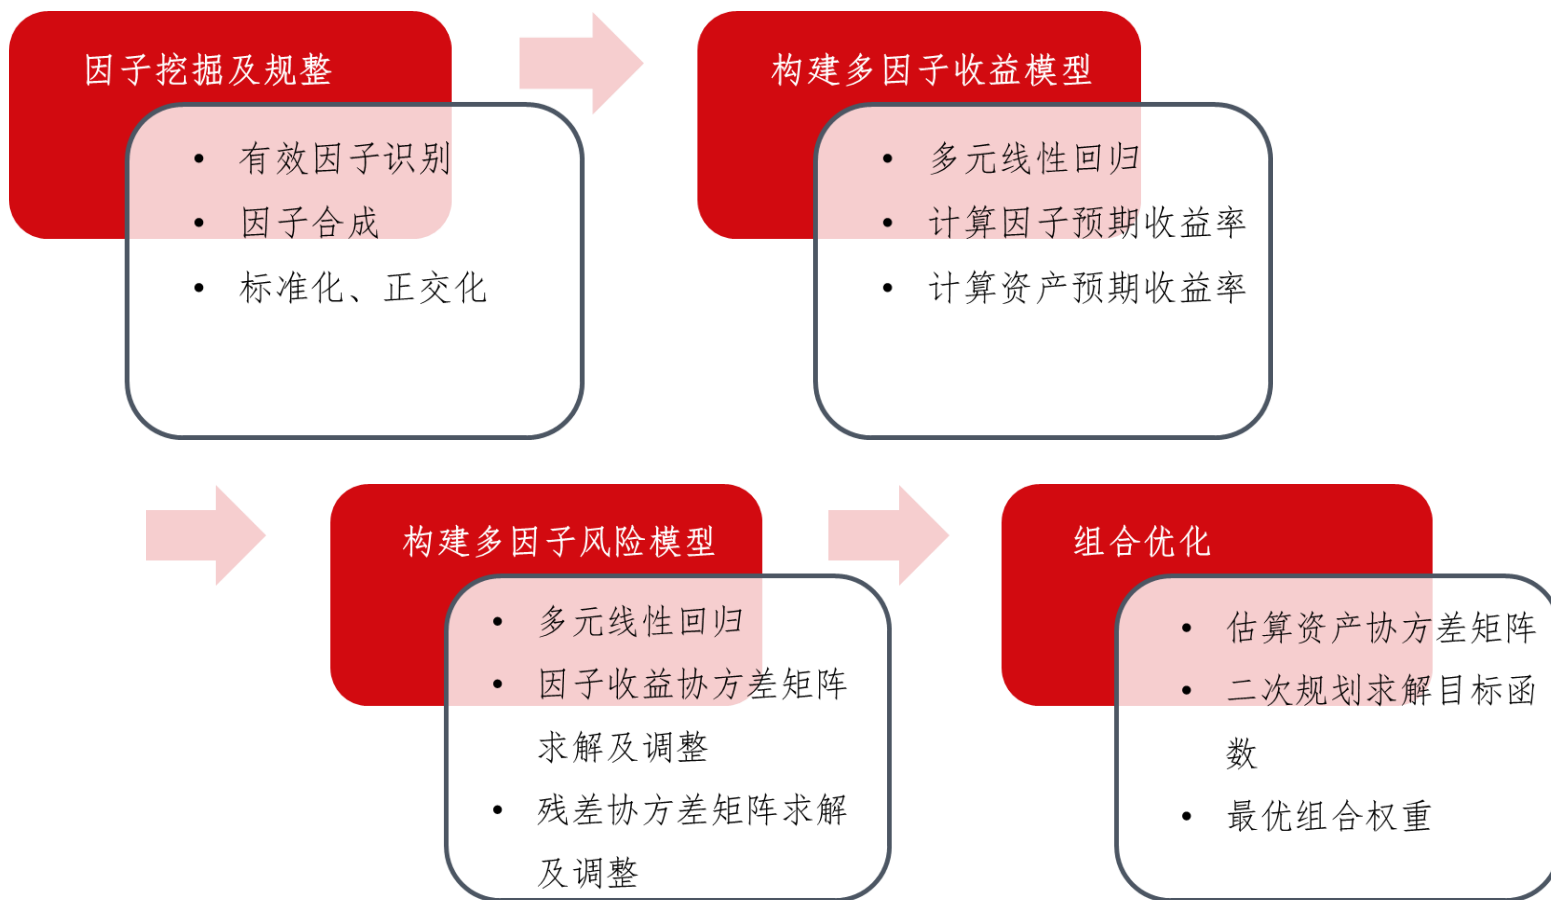 因子挖掘及规整
• 有效因子识别
• 因子合成
• 标准化、正交化
构建多因子收益模型
• 多元线性回归
• 计算因子预期收益率
• 计算资产预期收益率
构建多因子风险模型
• 多元线性回归
• 因子收益协方差矩阵
求解及调整
• 残差协方差矩阵求解
及调整
组合优化
• 估算资产协方差矩阵
• 二次规划求解目标函
数
• 最优组合权重